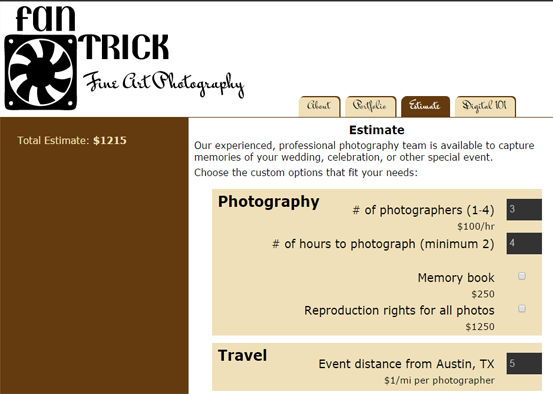 fan
TRICK
Fine Art Photography
About Portfolio Estimate Digital 101
Total Estimate: $1215
Estimate
Our experienced, professional photography team is available to capture
memories of your wedding, celebration, or other special event.
Choose the custom options that fit your needs:
Photography
# of photographers (1-4) 3
$100/hr
# of hours to photograph (minimum 2) 4
Memory book
$250
Reproduction rights for all photos
$1250
Travel
Event distance from Austin, TX 5
$1/mi per photographer